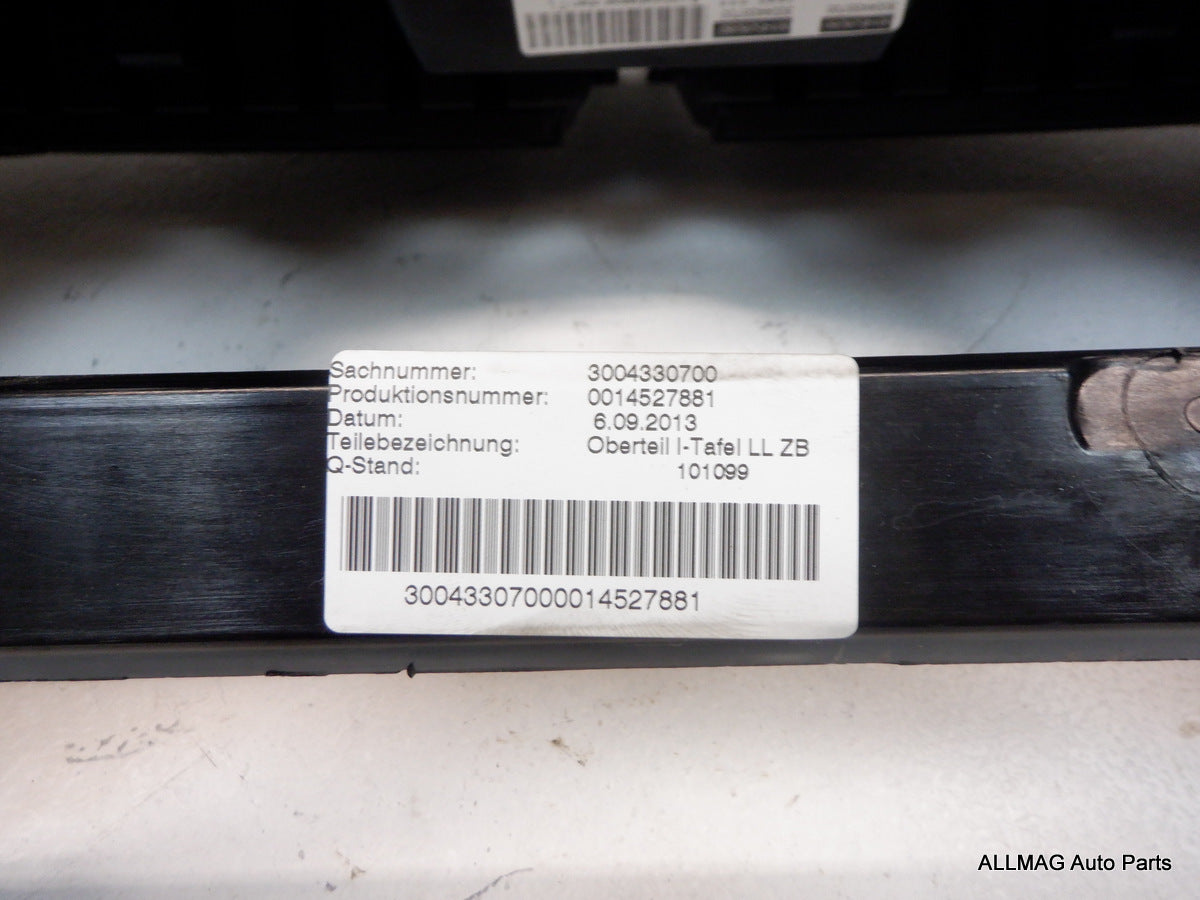 Sachnummer: 3004330700
Produktionsnummer: 0014527881
Datum: 6.09.2013
Teilebezeichnung: Oberteil I-Tafel LL ZB
Q-Stand: 101099
30043307000014527881
ALLMAG Auto Parts